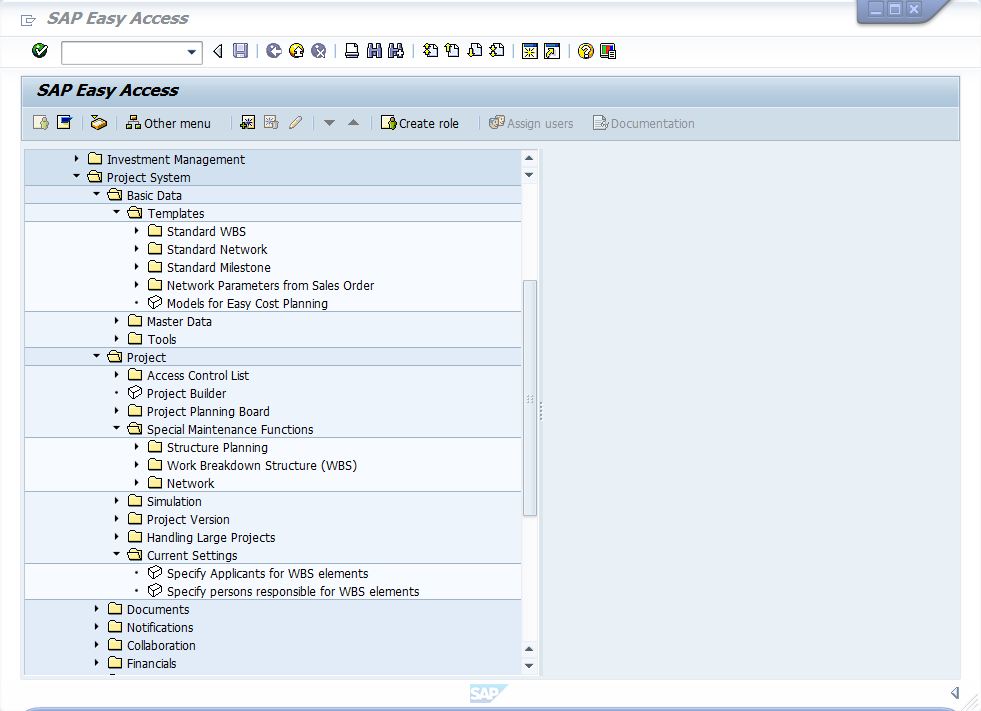 SAP Easy Access
SAP Easy Access
Other menu
Create role
Assign users
Documentation
Investment Management
Project System
Basic Data
Templates
Standard WBS
Standard Network
Standard Milestone
Network Parameters from Sales Order
Models for Easy Cost Planning
Master Data
Tools
Project
Access Control List
Project Builder
Project Planning Board
Special Maintenance Functions
Structure Planning
Work Breakdown Structure (WBS)
Network
Simulation
Project Version
Handling Large Projects
Current Settings
Specify Applicants for WBS elements
Specify persons responsible for WBS elements
Documents
Notifications
Collaboration
Financials
SAP